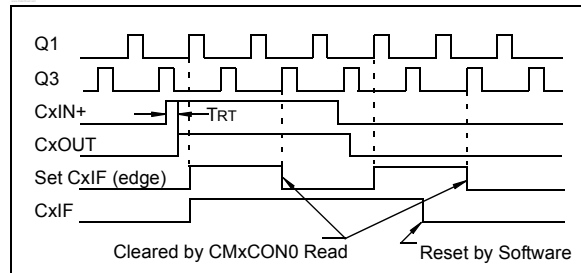 Q1
Q3
CxIN+
TRT
CxOUT
Set CxIF (edge)
CxIF
Cleared by CMxCON0 Read
Reset by Software